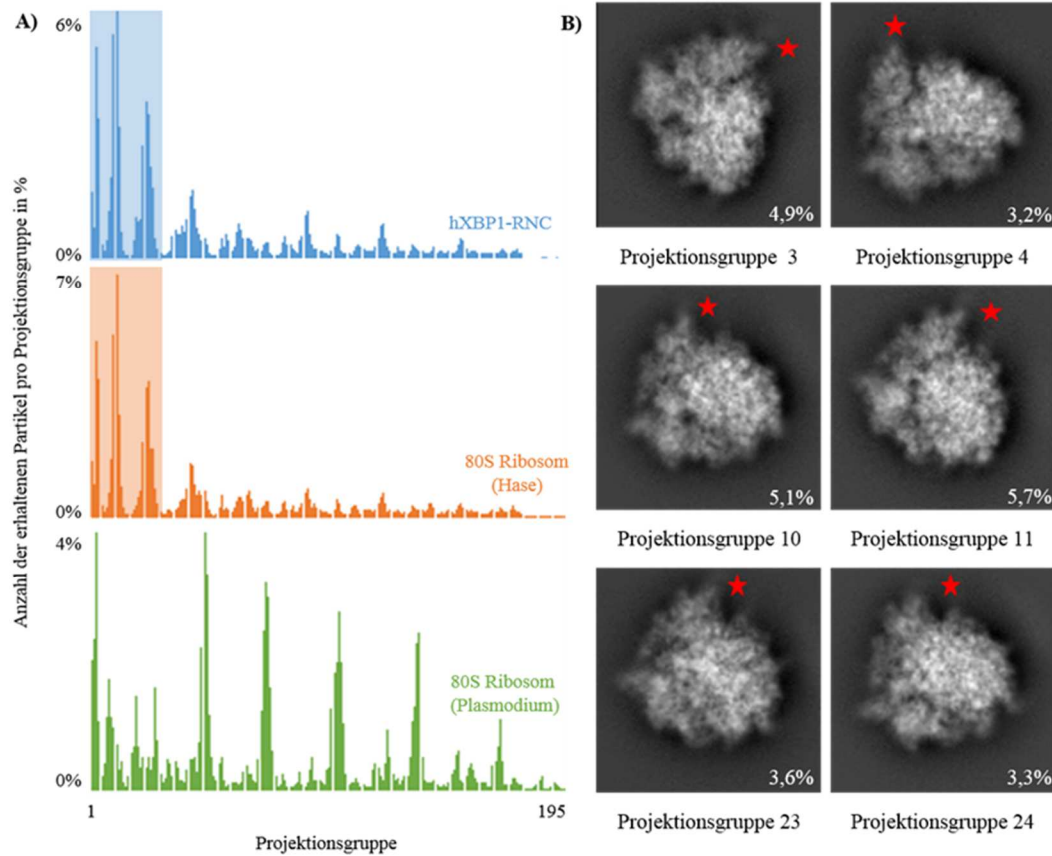 A)
6%
hXBP1-RNC
0%
7%
80S Ribosom
(Hase)
0%
4%
80S Ribosom
(Plasmodium)
0%
1
195
Projektionsgruppe
Anzahl der erhaltenen Partikel pro Projektionsgruppe in %
B)
4,9%
3,2%
Projektionsgruppe 3
Projektionsgruppe 4
5,1%
5,7%
Projektionsgruppe 10
Projektionsgruppe 11
3,6%
3,3%
Projektionsgruppe 23
Projektionsgruppe 24